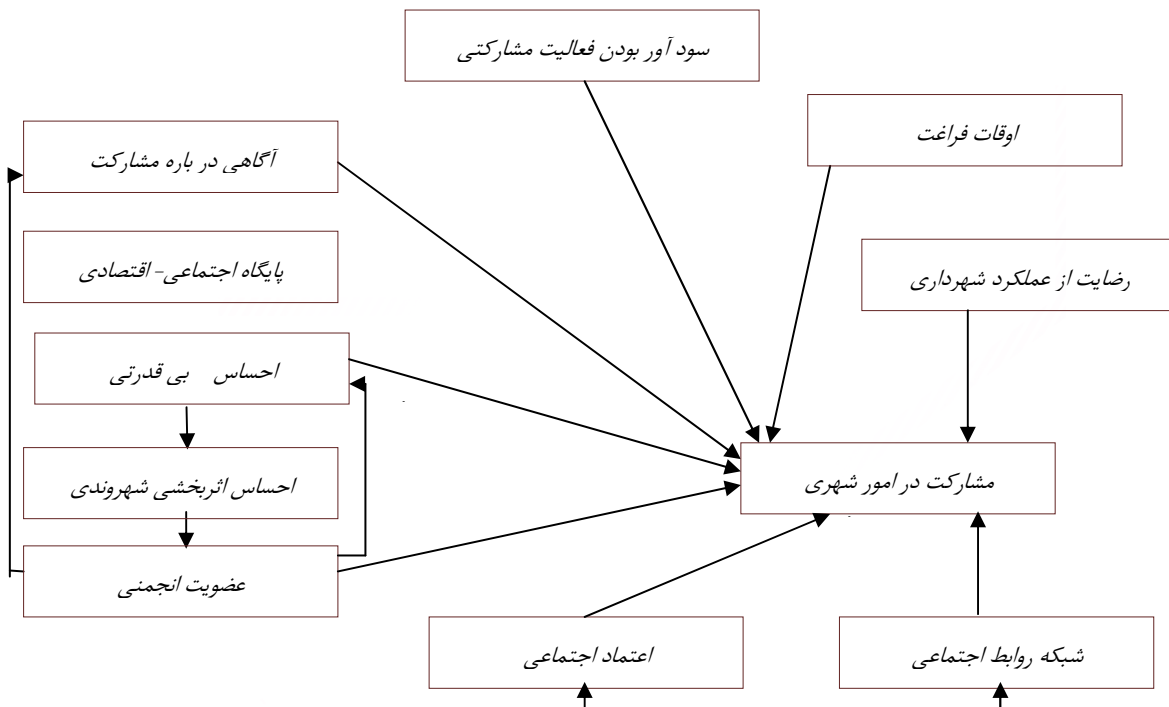 سود آور بودن فعالیت مشارکتی
اوقات فراغت
آگاهی در باره مشارکت
پایگاه اجتماعی- اقتصادی
رضایت از عملکرد شهرداری
احساس بی قدرتی
احساس اثربخشی شهروندی
مشارکت در امور شهری
عضویت انجمنی
اعتماد اجتماعی
شبکه روابط اجتماعی